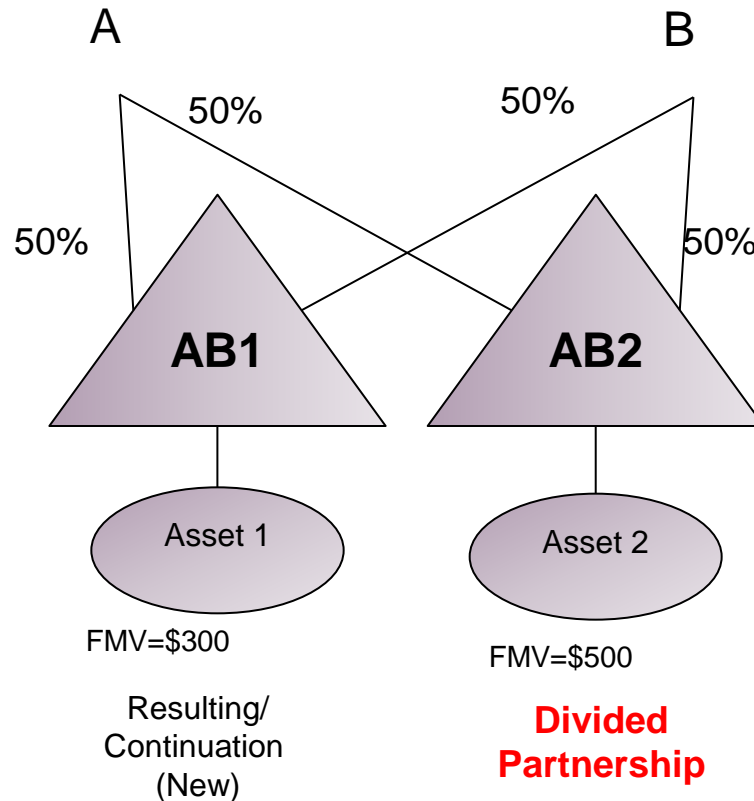 A
B
50%
50%
50%
50%
AB1
AB2
Asset 1
Asset 2
FMV=$300
FMV=$500
Resulting/
Continuation
(New)
Divided
Partnership